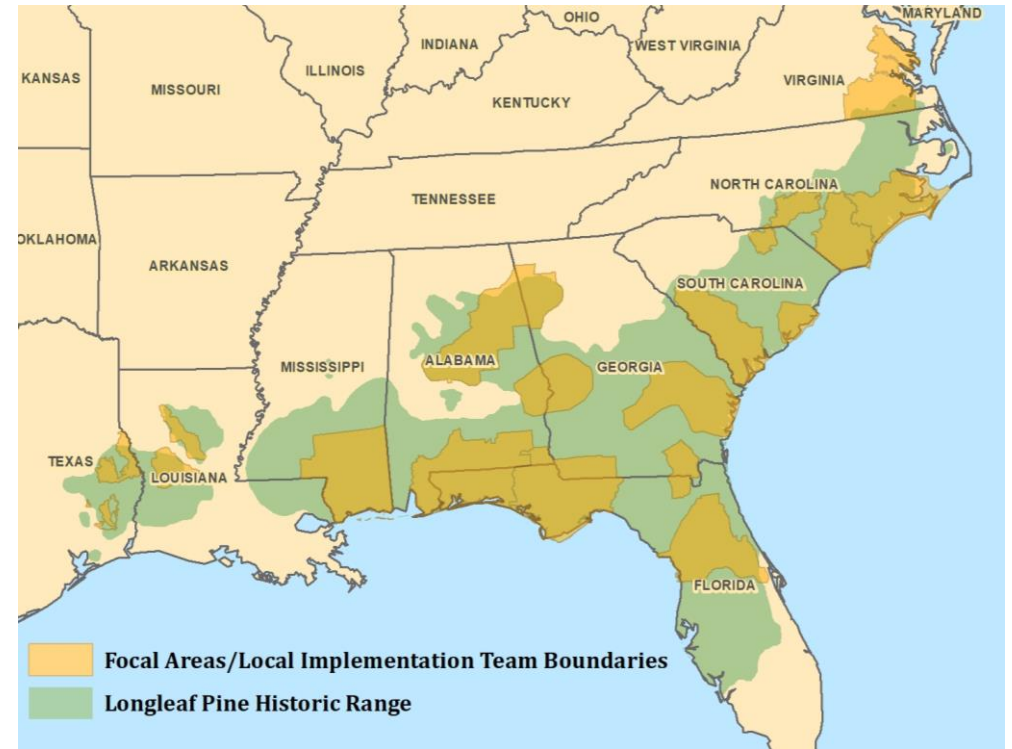 OHIO
MARYLAND
INDIANA
WEST VIRGINIA
ILLINOIS
KANSAS
VIRGINIA
MISSOURI
KENTUCKY
NORTH CAROLINA
TENNESSEE
OKLAHOMA
ARKANSAS
SOUTH CAROLINA
MISSISSIPPI
ALABAMA
GEORGIA
TEXAS
LOUISIANA
FLORIDA
Focal Areas/Local Implementation Team Boundaries
Longleaf Pine Historic Range